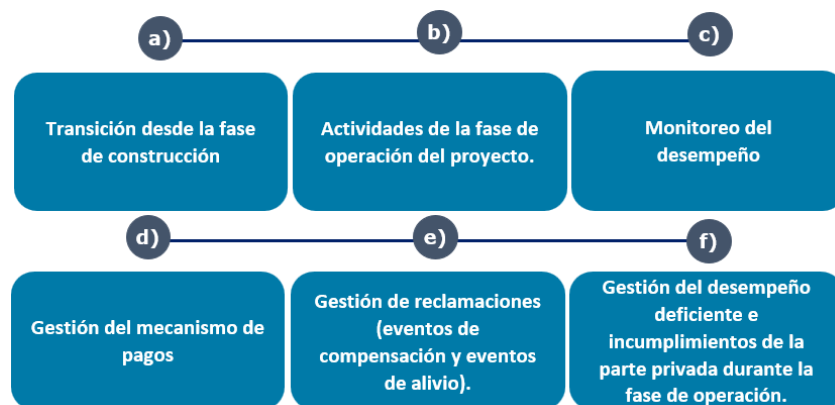 a)
b)
c)
Transición desde la fase
de construcción
Actividades de la fase de
operación del proyecto.
Monitoreo del
desempeño
d)
e)
f)
Gestión del mecanismo de
pagos
Gestión de reclamaciones
(eventos de
compensación y eventos
de alivio).
Gestión del desempeño
deficiente e
incumplimientos de la
parte privada durante la
fase de operación.